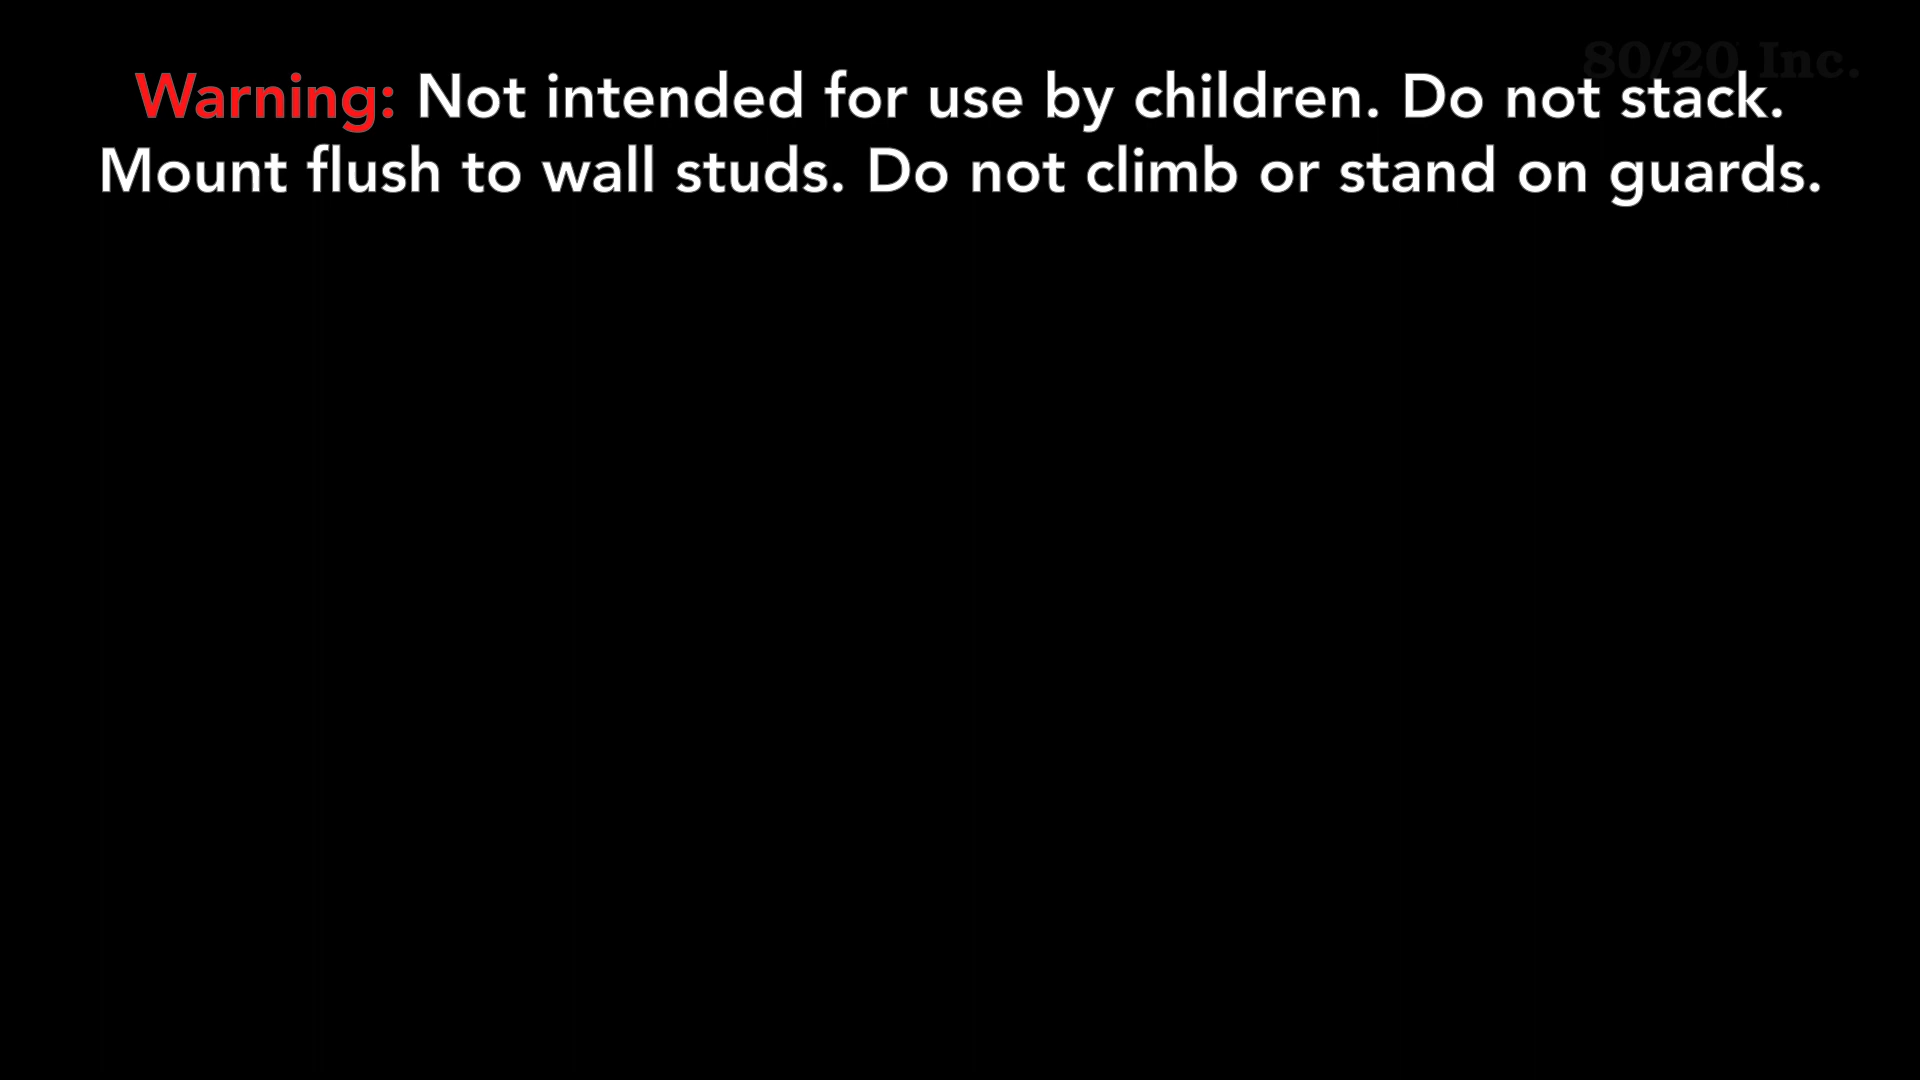 80/20 Inc.
Warning: Not intended for use by children. Do not stack.
Mount flush to wall studs. Do not climb or stand on guards.